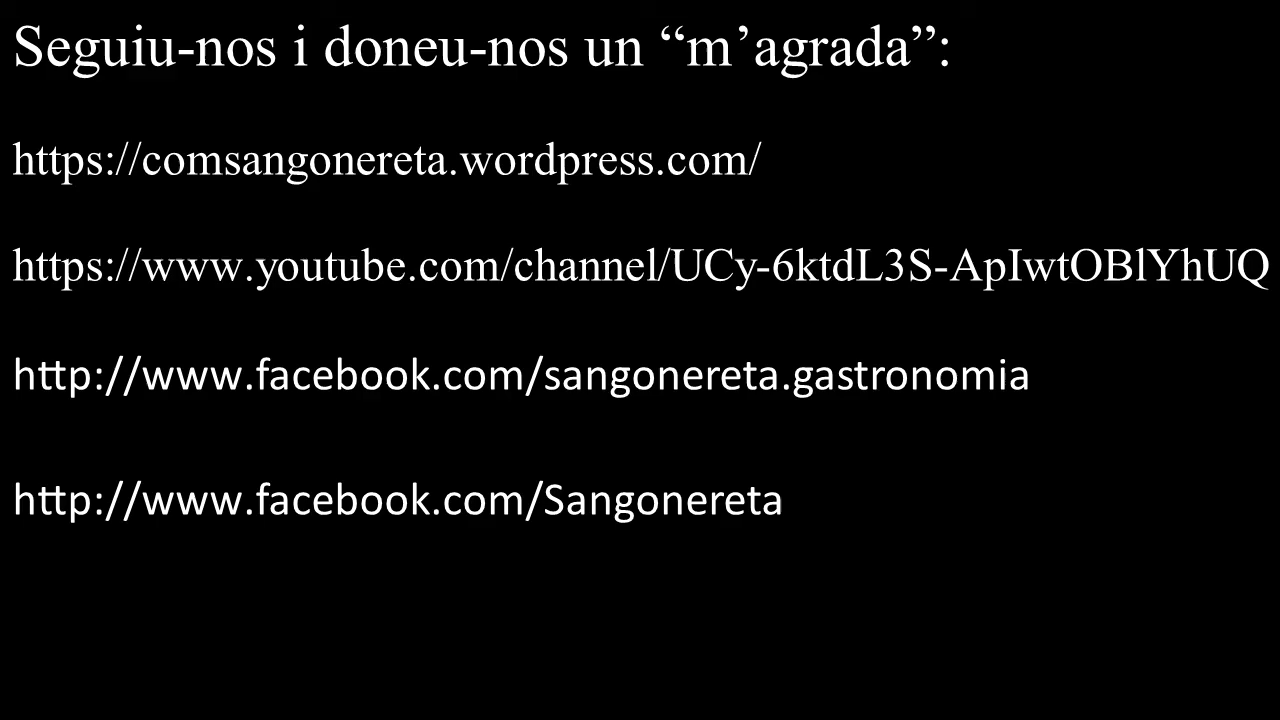 Seguiu-nos i doneu-nos un “m’agrada”:
https://comsangonereta.wordpress.com/
https://www.youtube.com/channel/UCy-6ktdL3S-ApIwtOBlYhUQ
http://www.facebook.com/sangonereta.gastronomia
http://www.facebook.com/Sangonereta